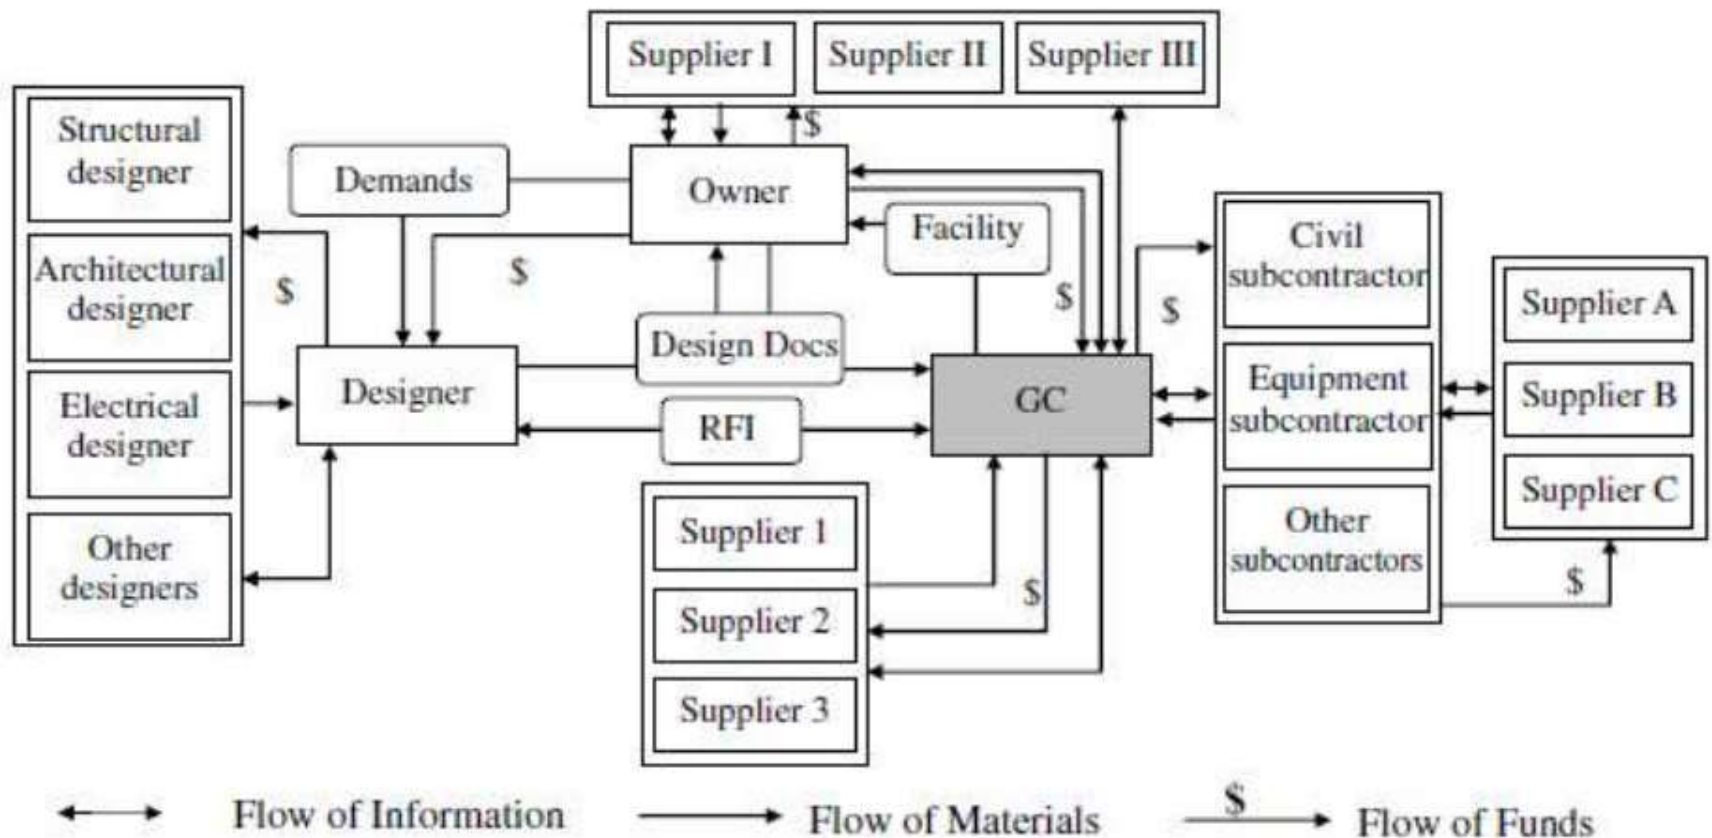 Supplier I
Supplier II
Supplier III
Structural
designer
Architectural
designer
Electrical
designer
Other
designers
Demands
Owner
$
Facility
$
$
$
$
Design Docs
Designer
RFI
GC
Civil
subcontractor
Equipment
subcontractor
Other
subcontractors
Supplier A
Supplier B
Supplier C
$
Supplier 1
Supplier 2
Supplier 3
$
Flow of Information
Flow of Materials
$
Flow of Funds